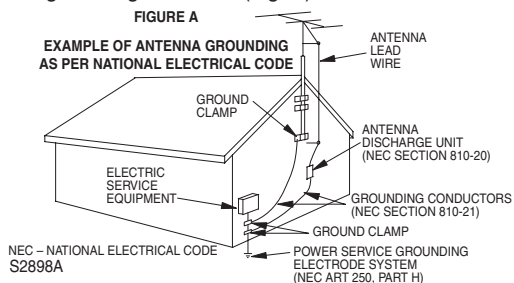 FIGURE A
EXAMPLE OF ANTENNA GROUNDING
AS PER NATIONAL ELECTRICAL CODE
ANTENNA
LEAD
WIRE
GROUND
CLAMP
ANTENNA
DISCHARGE UNIT
(NEC SECTION 810-20)
ELECTRIC
SERVICE
EQUIPMENT
GROUNDING CONDUCTORS
(NEC SECTION 810-21)
GROUND CLAMP
POWER SERVICE GROUNDING
ELECTRODE SYSTEM
(NEC ART 250, PART H)
NEC – NATIONAL ELECTRICAL CODE
S2898A